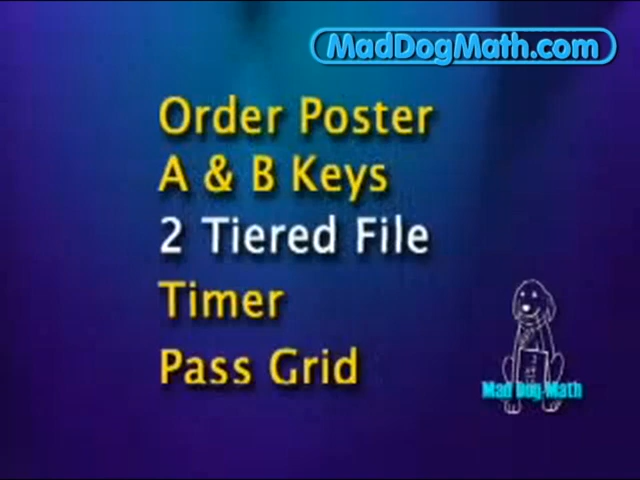 MadDogMath.com
Order Poster
A & B Keys
2 Tiered File
Timer
Pass Grid
Mad Dog Math